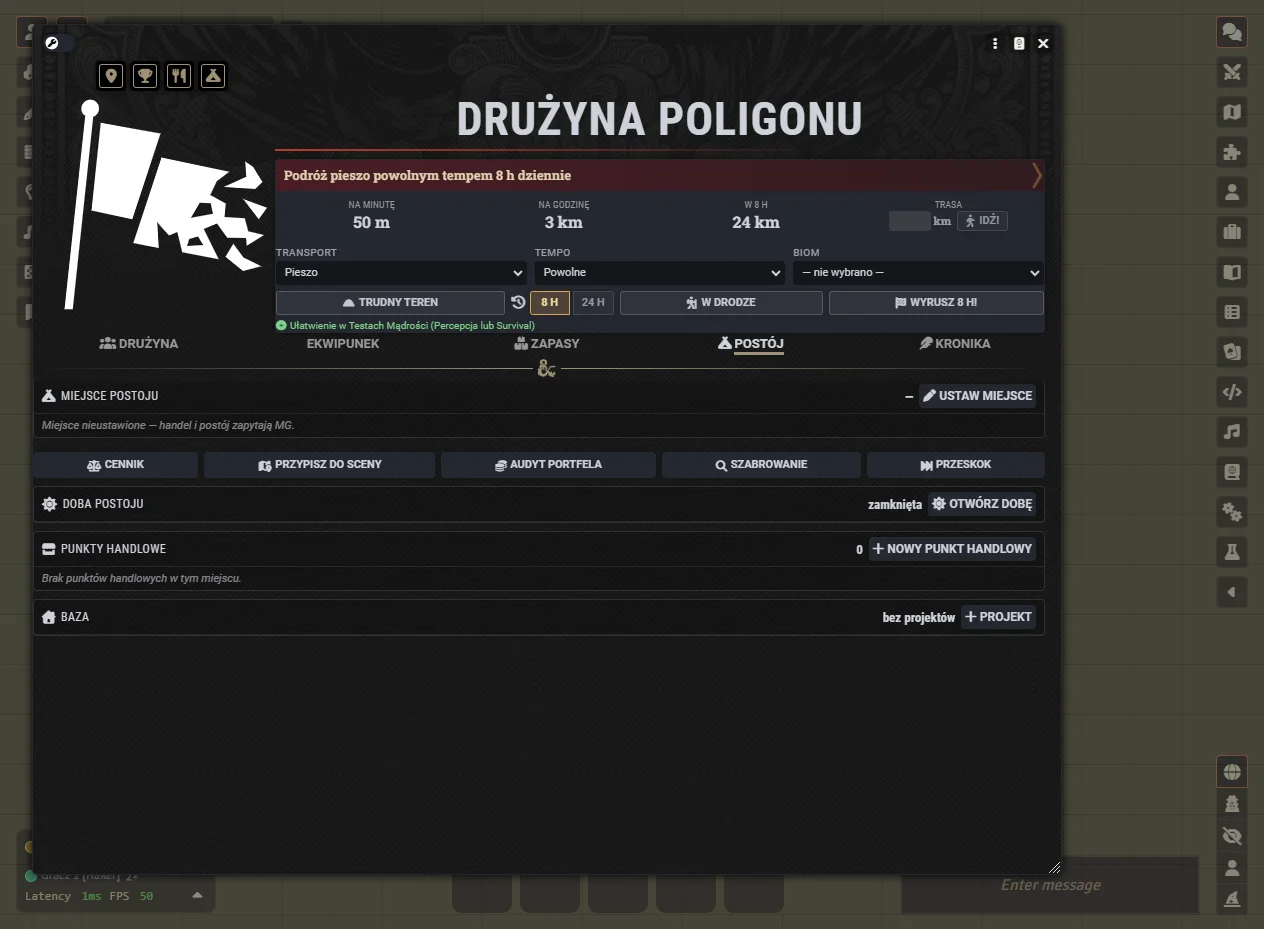 DRUŻYNA POLIGONU
Podróż pieszo powolnym tempem 8 h dziennie
NA MINUTĘ NA GODZINĘ W 8 H TRASA
50 m 3 km 24 km km IDŹ!
TRANSPORT TEMPO BIOM
Pieszo Powolne — nie wybrano —
TRUDNY TEREN 8 H 24 H W DRODZE WYRUSZ 8 H!
Ułatwienie w Testach Mądrości (Percepcja lub Survival)
DRUŻYNA EKWIPUNEK ZAPASY POSTÓJ KRONIKA
&
MIEJSCE POSTOJU – USTAW MIEJSCE
Miejsce nieustawione — handel i postój zapytają MG.
CENNIK PRZYPISZ DO SCENY AUDYT PORTFELA SZABROWANIE PRZESKOK
DOBA POSTOJU zamknięta OTWÓRZ DOBĘ
PUNKTY HANDLOWE 0 NOWY PUNKT HANDLOWY
Brak punktów handlowych w tym miejscu.
BAZA bez projektów PROJEKT
Gracz 1 [Maker]
Latency 1ms FPS 50
Enter message